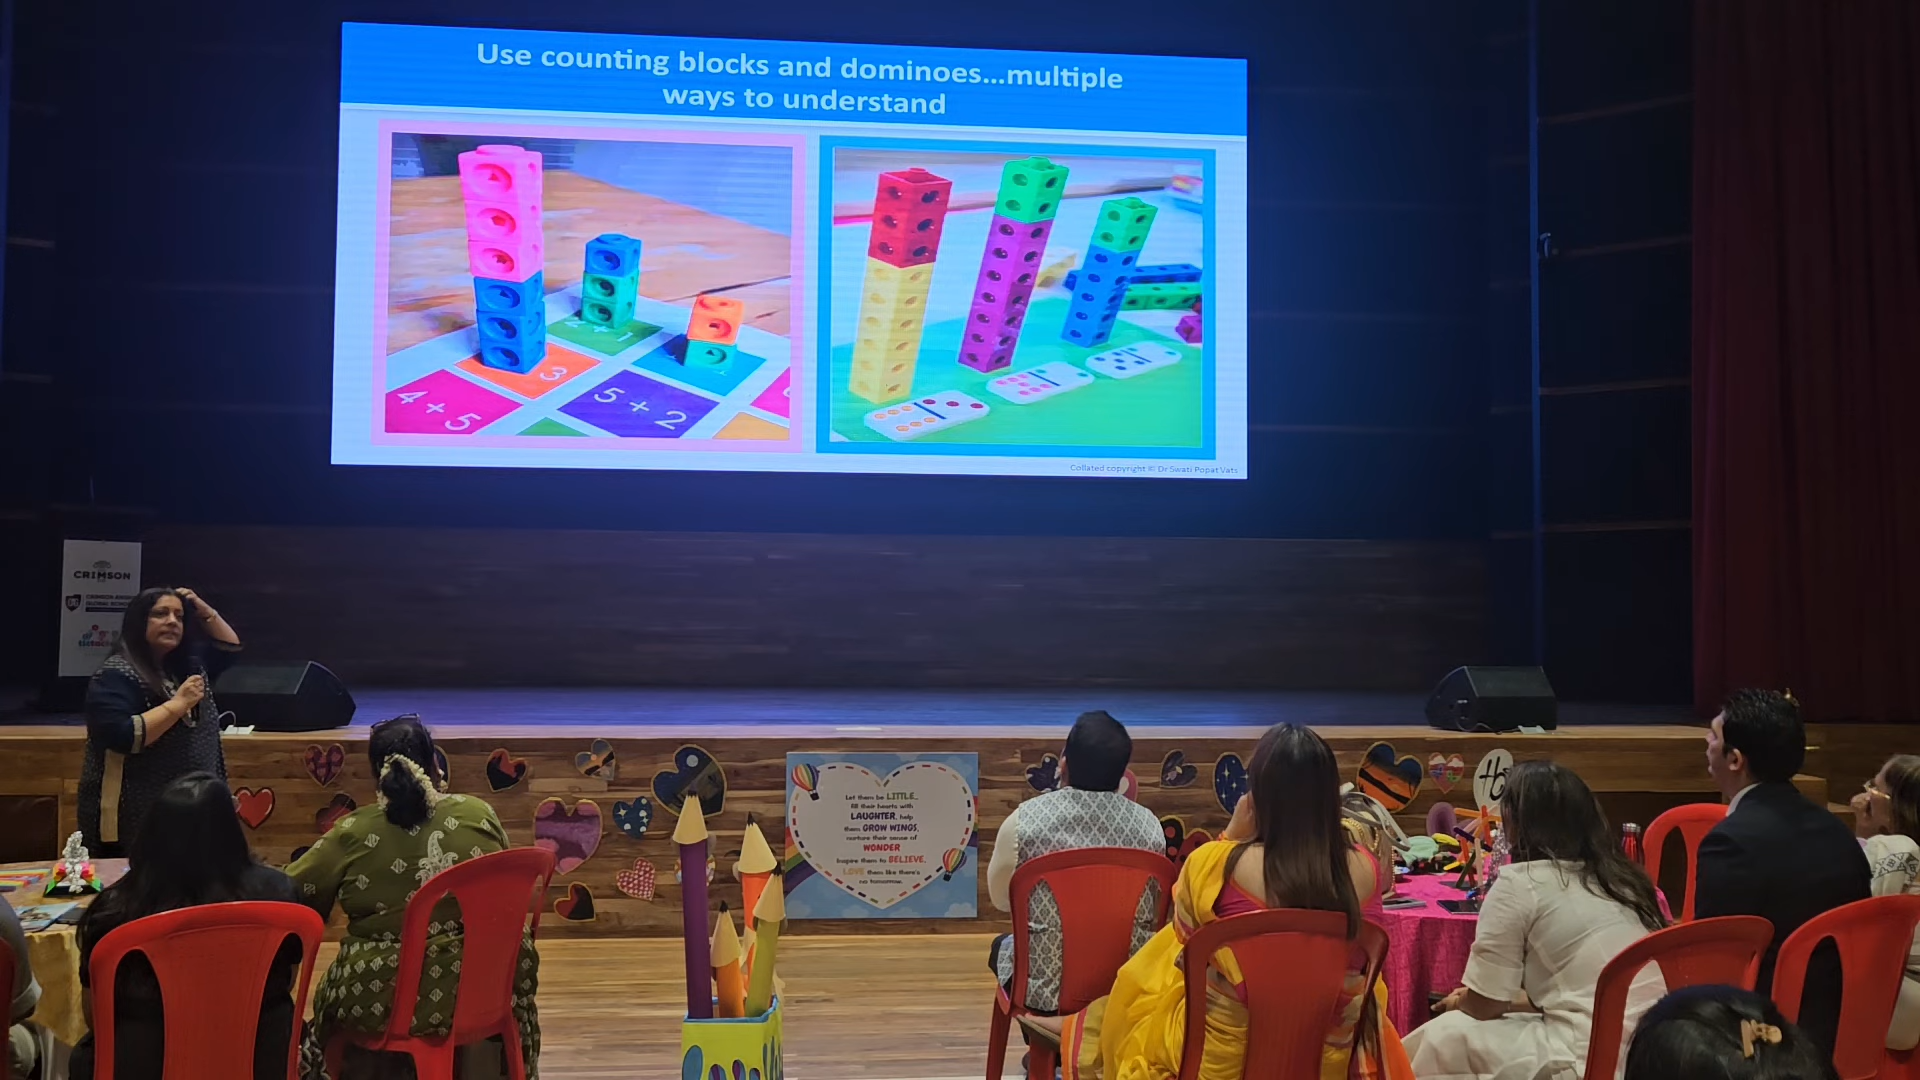 Use counting blocks and dominoes...multiple
ways to understand
3
4 + 5
5 + 2
Collated copyright © Dr Swati Popat Vats
CRIMSON
Let them be LITTLE,
fill their hearts with
LAUGHTER, help
them GROW WINGS,
nurture their sense of
WONDER
Inspire them to BELIEVE,
LOVE them like there's
no tomorrow.